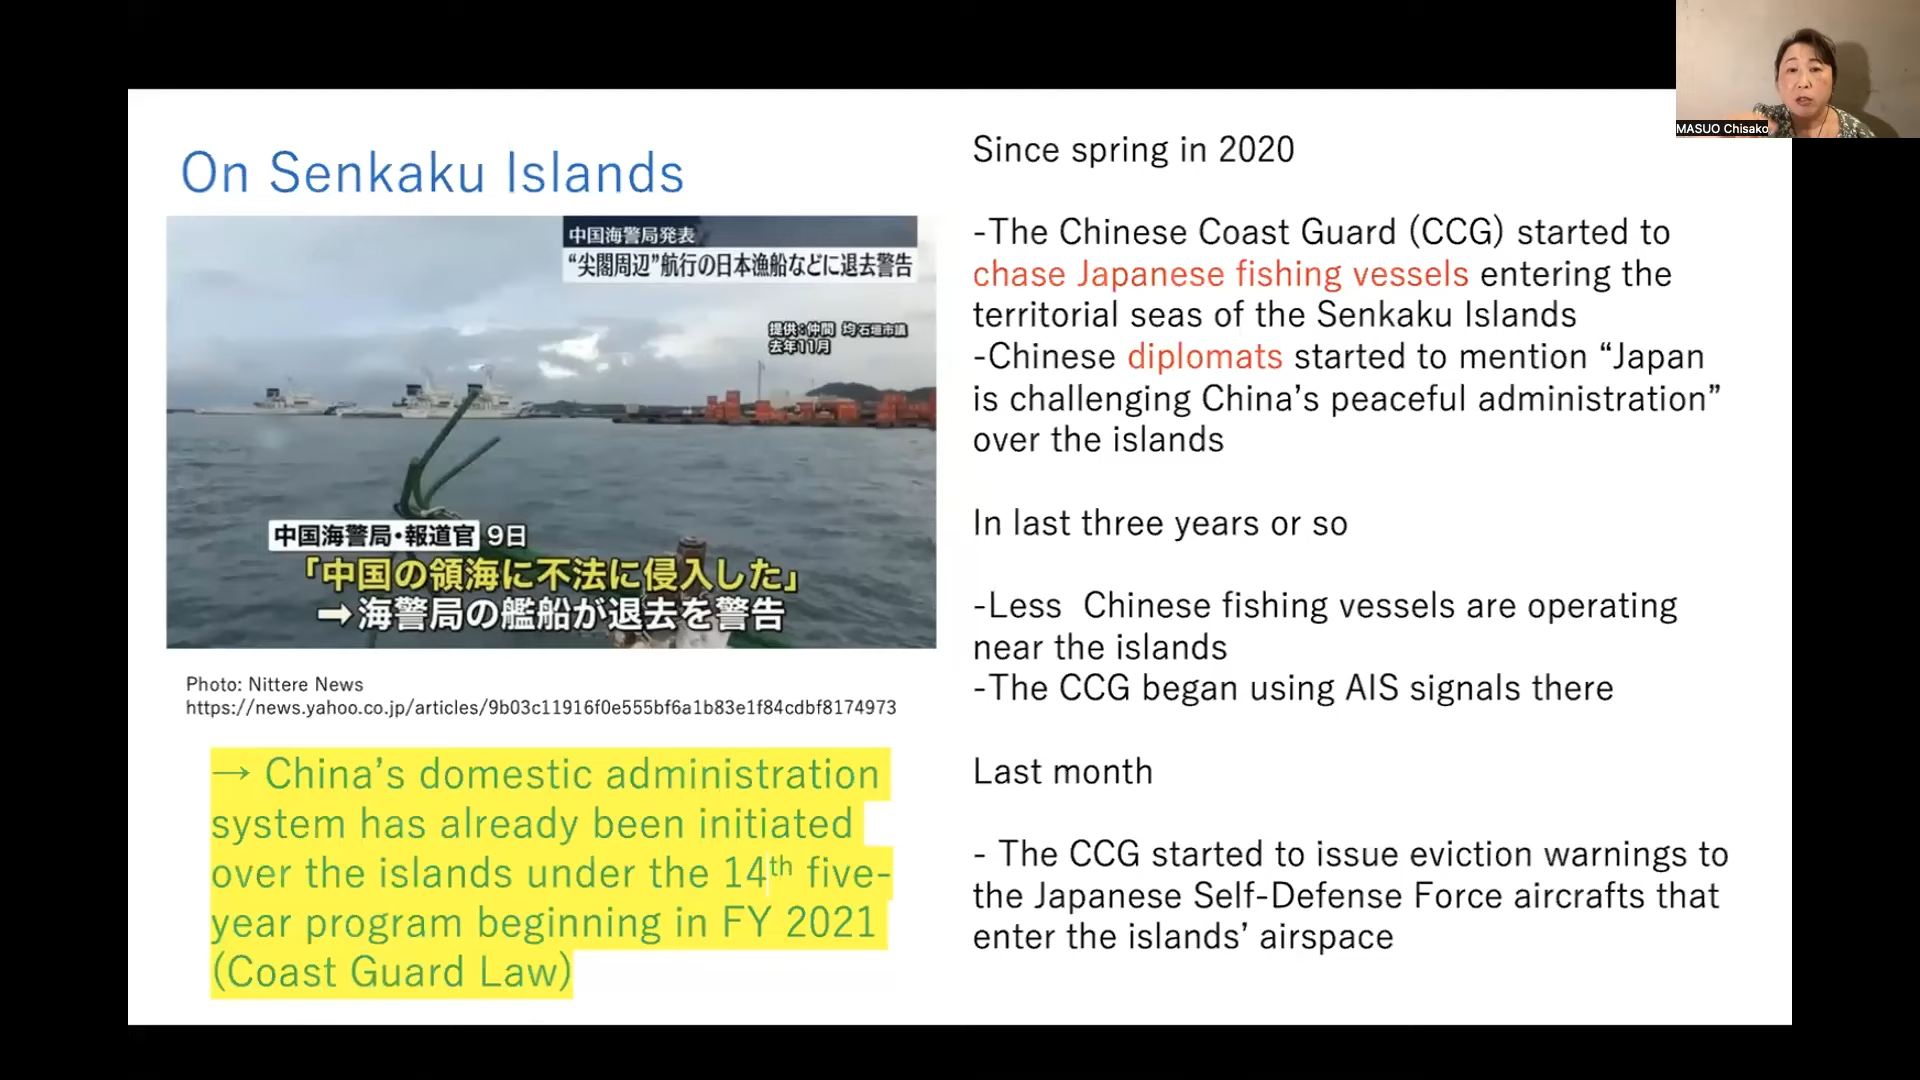 MASUO Chisako
On Senkaku Islands
中国海警局発表
“尖閣周辺”航行の日本漁船などに退去警告
提供：仲間 均石垣市議
去年11月
中国海警局・報道官 9日
「中国の領海に不法に侵入した」
➡海警局の艦船が退去を警告
Photo: Nittere News
https://news.yahoo.co.jp/articles/9b03c11916f0e555bf6a1b83e1f84cdbf8174973
→ China’s domestic administration
system has already been initiated
over the islands under the 14th five-
year program beginning in FY 2021
(Coast Guard Law)
Since spring in 2020
-The Chinese Coast Guard (CCG) started to
chase Japanese fishing vessels entering the
territorial seas of the Senkaku Islands
-Chinese diplomats started to mention “Japan
is challenging China’s peaceful administration”
over the islands
In last three years or so
-Less  Chinese fishing vessels are operating
near the islands
-The CCG began using AIS signals there
Last month
- The CCG started to issue eviction warnings to
the Japanese Self-Defense Force aircrafts that
enter the islands’ airspace